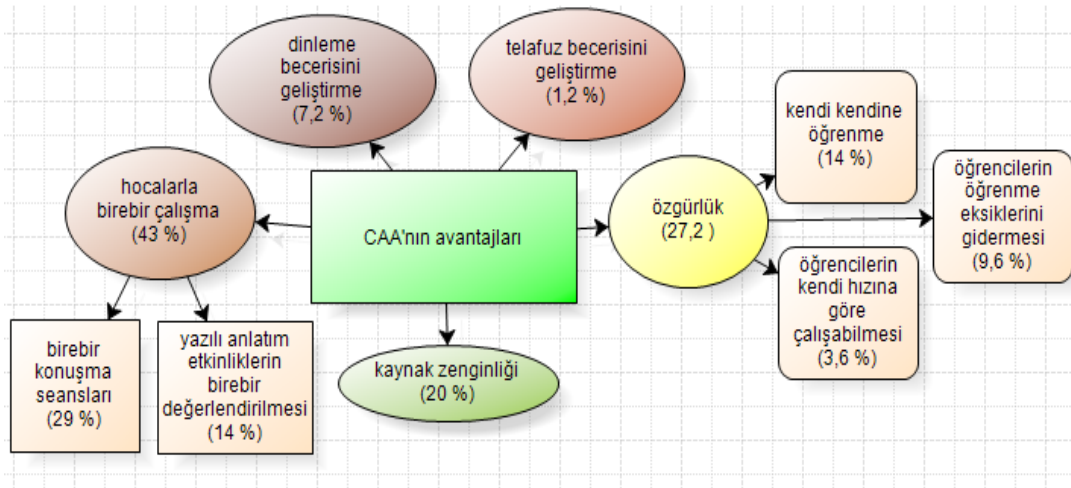 dinleme
becerisini
geliştirme
(7,2 %)
telafuz becerisini
geliştirme
(1,2 %)
kendi kendine
öğrenme
(14 %)
öğrencilerin
öğrenme
eksiklerini
gidermesi
(9,6 %)
hocalarla
birebir çalışma
(43 %)
CAA'nın avantajları
özgürlük
(27,2 )
öğrencilerin
kendi hızına
göre
çalışabilmesi
(3,6 %)
birebir
konuşma
seansları
(29 %)
yazılı anlatım
etkinliklerin
birebir
değerlendirilmesi
(14 %)
kaynak zenginliği
(20 %)